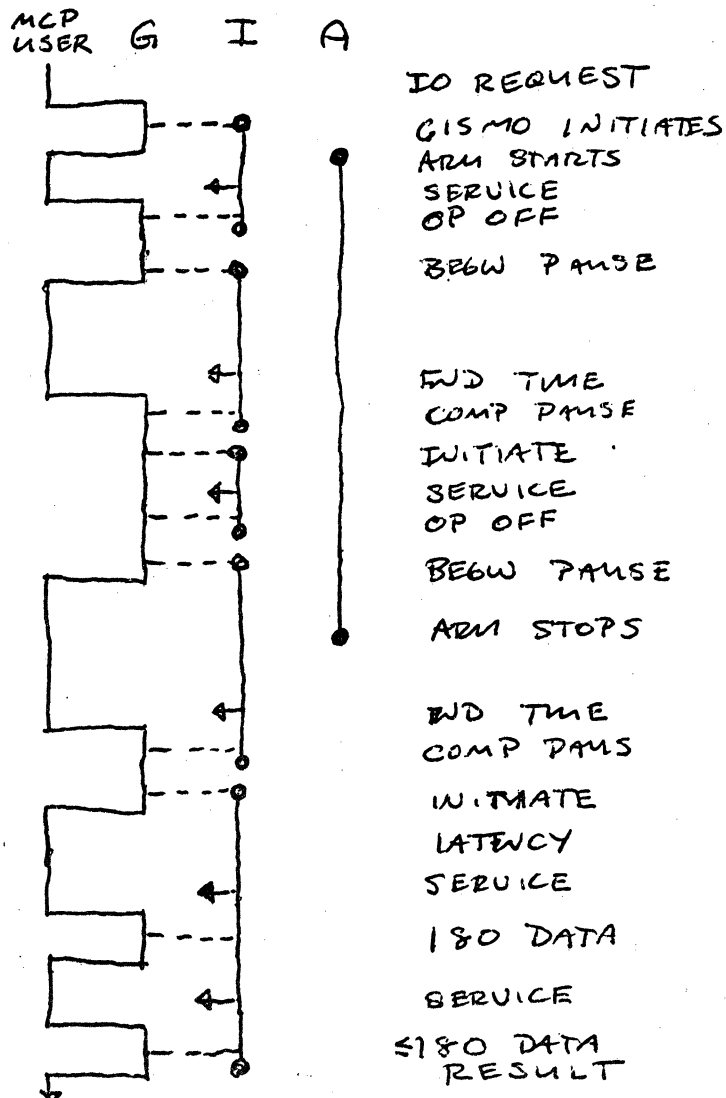 MCP
USER G I A
IO REQUEST
GISMO INITIATES
ARM STARTS
SERVICE
OP OFF
BEGIN PAUSE
END TIME
COMP PAUSE
INITIATE
SERVICE
OP OFF
BEGIN PAUSE
ARM STOPS
END TIME
COMP PAUS
INITIATE
LATENCY
SERVICE
180 DATA
SERVICE
≤180 DATA
RESULT